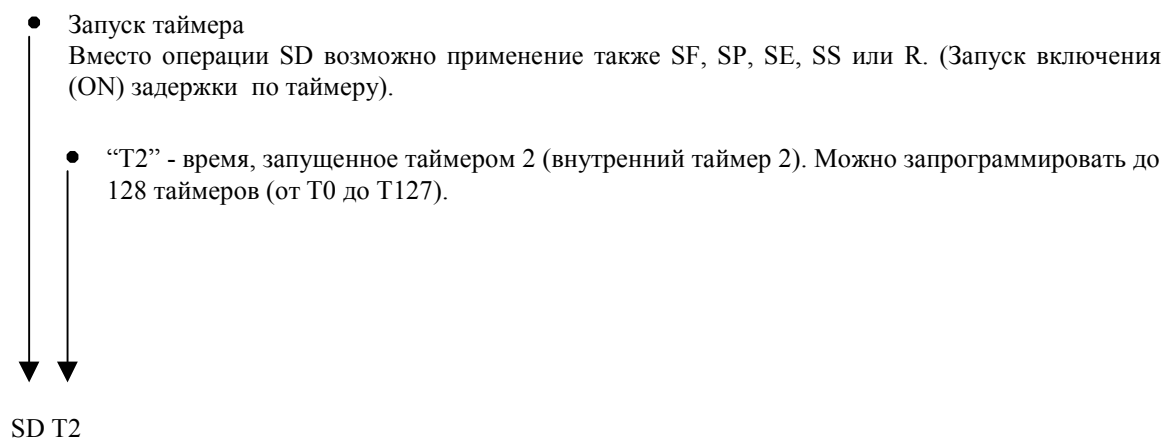 • Запуск таймера
Вместо операции SD возможно применение также SF, SP, SE, SS или R. (Запуск включения
(ON) задержки по таймеру).
• “T2” - время, запущенное таймером 2 (внутренний таймер 2). Можно запрограммировать до
128 таймеров (от T0 до T127).
SD T2